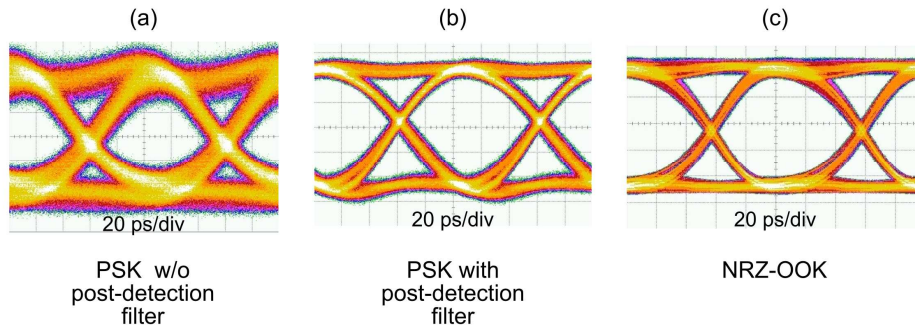 (a)
(b)
(c)
20 ps/div
20 ps/div
20 ps/div
PSK w/o
post-detection
filter
PSK with
post-detection
filter
NRZ-OOK